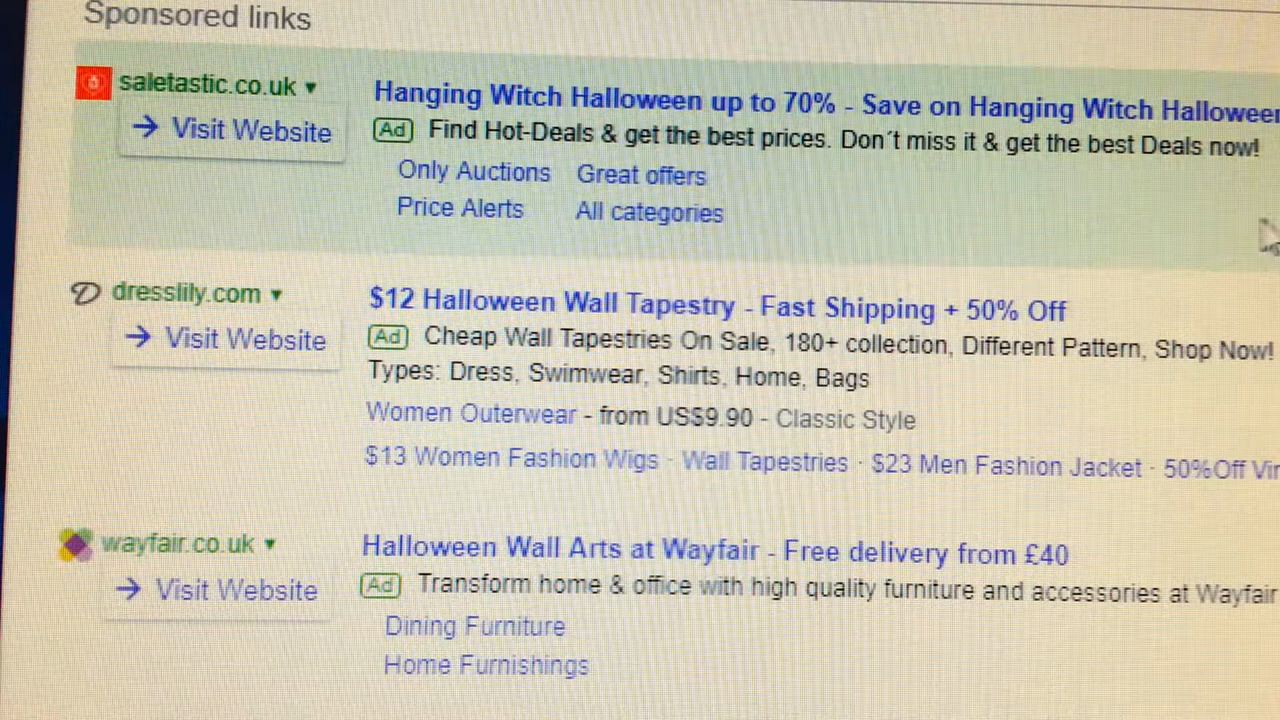 Sponsored links
saletastic.co.uk ▾
→ Visit Website
Hanging Witch Halloween up to 70% - Save on Hanging Witch Halloween
Ad Find Hot-Deals & get the best prices. Don´t miss it & get the best Deals now!
Only Auctions Great offers
Price Alerts All categories
dresslily.com ▾
→ Visit Website
$12 Halloween Wall Tapestry - Fast Shipping + 50% Off
Ad Cheap Wall Tapestries On Sale, 180+ collection, Different Pattern, Shop Now!
Types: Dress, Swimwear, Shirts, Home, Bags
Women Outerwear - from US$9.90 - Classic Style
$13 Women Fashion Wigs · Wall Tapestries · $23 Men Fashion Jacket · 50%Off
wayfair.co.uk ▾
→ Visit Website
Halloween Wall Arts at Wayfair - Free delivery from £40
Ad Transform home & office with high quality furniture and accessories at Wayfair
Dining Furniture
Home Furnishings